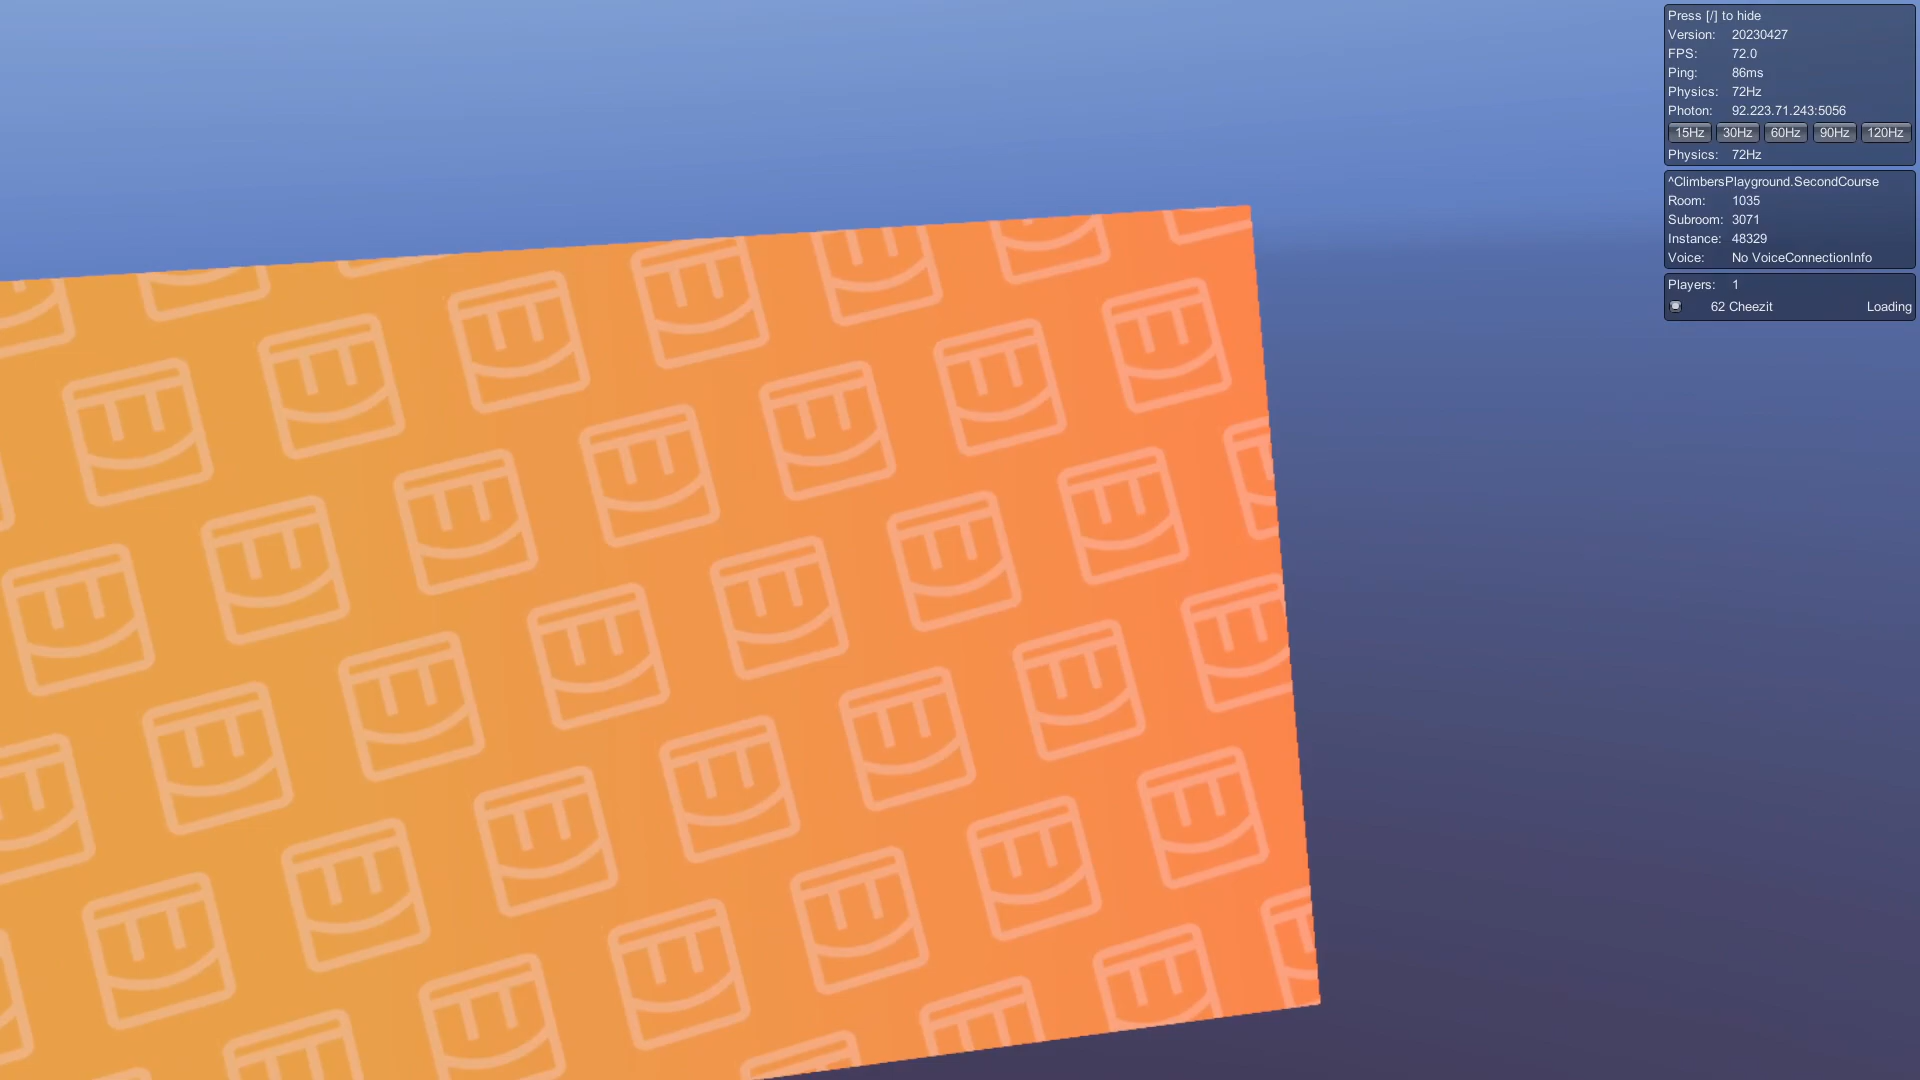 Press [/] to hide
Version: 20230427
FPS: 72.0
Ping: 86ms
Physics: 72Hz
Photon: 92.223.71.243:5056
15Hz 30Hz 60Hz 90Hz 120Hz
Physics: 72Hz
^ClimbersPlayground.SecondCourse
Room: 1035
Subroom: 3071
Instance: 48329
Voice: No VoiceConnectionInfo
Players: 1
62 Cheezit Loading